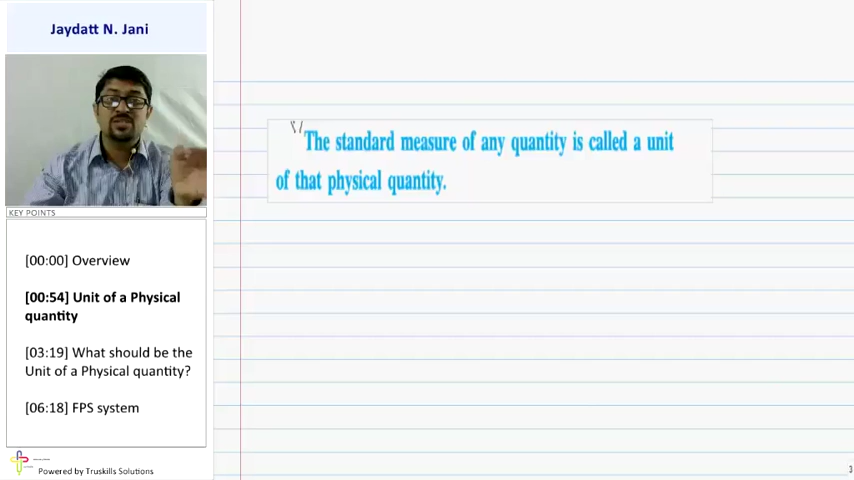 Jaydatt N. Jani
The standard measure of any quantity is called a unit
of that physical quantity.
KEY POINTS
[00:00] Overview
[00:54] Unit of a Physical
quantity
[03:19] What should be the
Unit of a Physical quantity?
[06:18] FPS system
Powered by Truskills Solutions
3